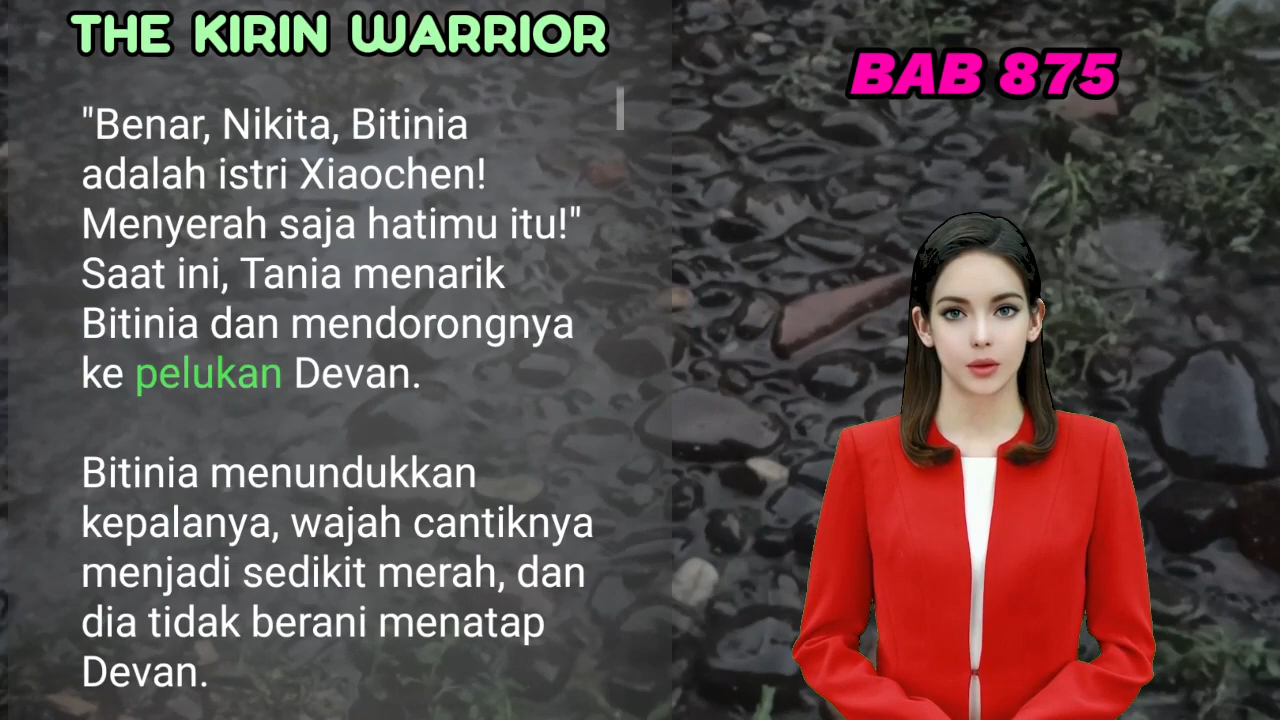 THE KIRIN WARRIOR
BAB 875
"Benar, Nikita, Bitinia
adalah istri Xiaochen!
Menyerah saja hatimu itu!"
Saat ini, Tania menarik
Bitinia dan mendorongnya
ke pelukan Devan.
Bitinia menundukkan
kepalanya, wajah cantiknya
menjadi sedikit merah, dan
dia tidak berani menatap
Devan.